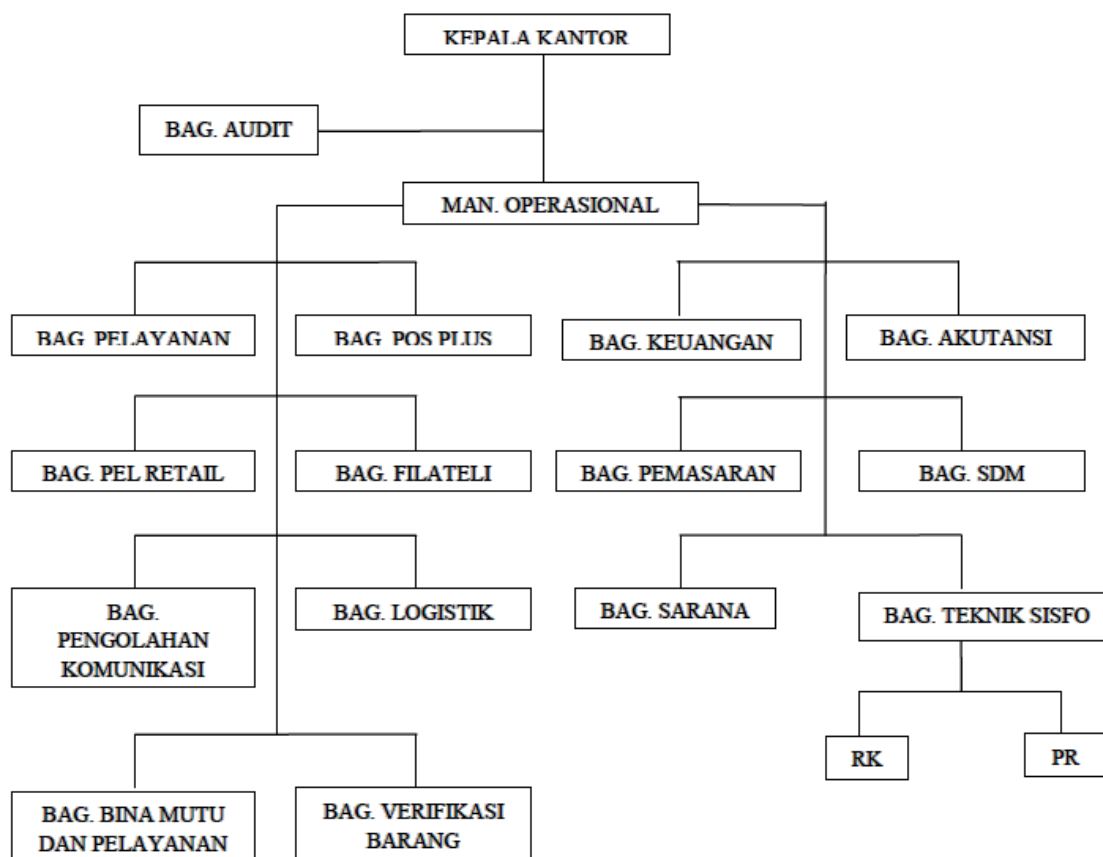 KEPALA KANTOR
BAG. AUDIT
MAN. OPERASIONAL
BAG. PELAYANAN
BAG. POS PLUS
BAG. KEUANGAN
BAG. AKUTANSI
BAG. PEL RETAIL
BAG. FILATELI
BAG. PEMASARAN
BAG. SDM
BAG.
PENGOLAHAN
KOMUNIKASI
BAG. LOGISTIK
BAG. SARANA
BAG. TEKNIK SISFO
RK
PR
BAG. BINA MUTU
DAN PELAYANAN
BAG. VERIFIKASI
BARANG